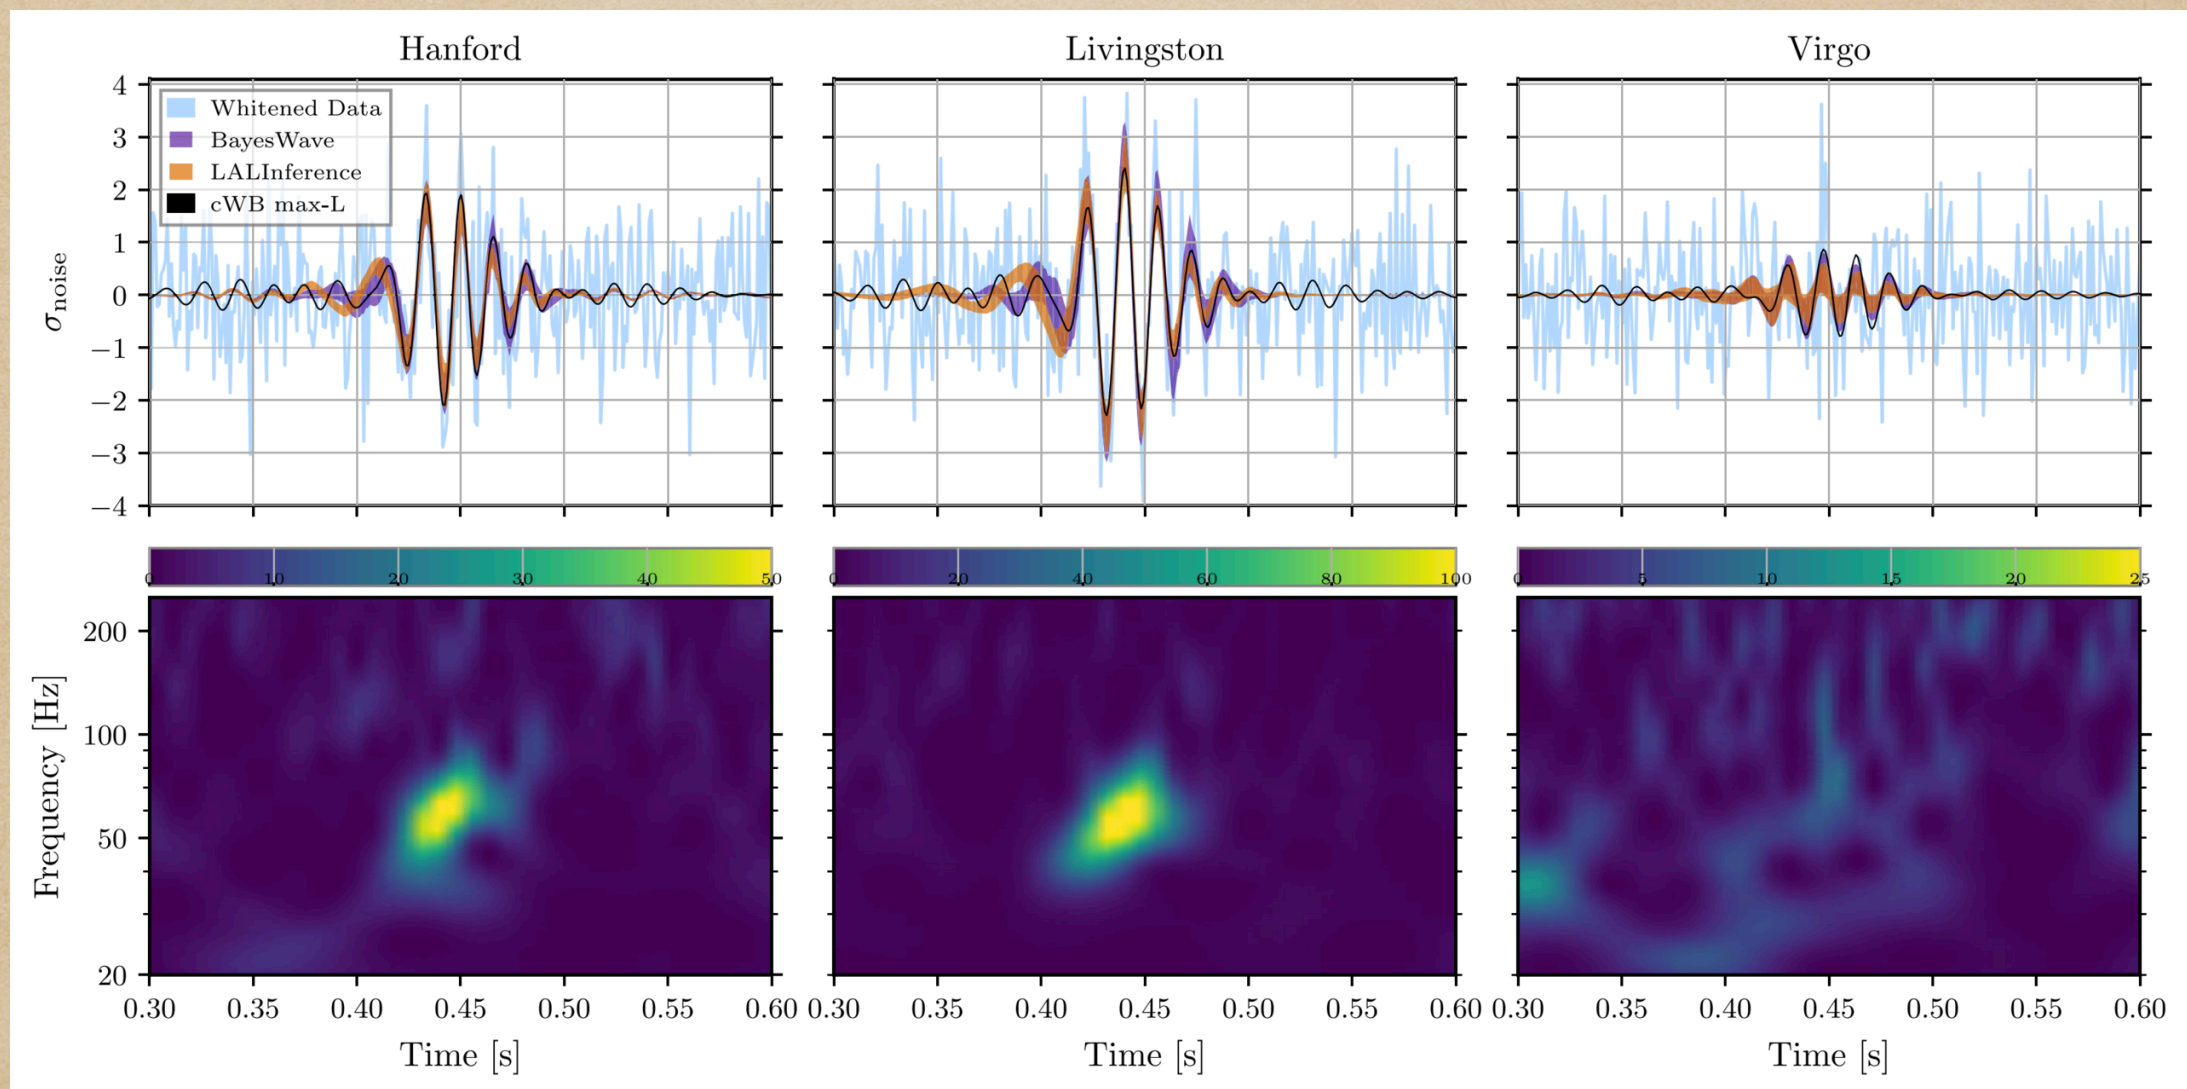 Hanford
Livingston
Virgo
4
3
2
1
0
−1
−2
−3
−4
σnoise
Whitened Data
BayesWave
LALInference
cWB max-L
0 10 20 30 40 50
0 20 40 60 80 100
0 5 10 15 20 25
200
100
50
20
Frequency [Hz]
0.30 0.35 0.40 0.45 0.50 0.55 0.60
0.30 0.35 0.40 0.45 0.50 0.55 0.60
0.30 0.35 0.40 0.45 0.50 0.55 0.60
Time [s]
Time [s]
Time [s]